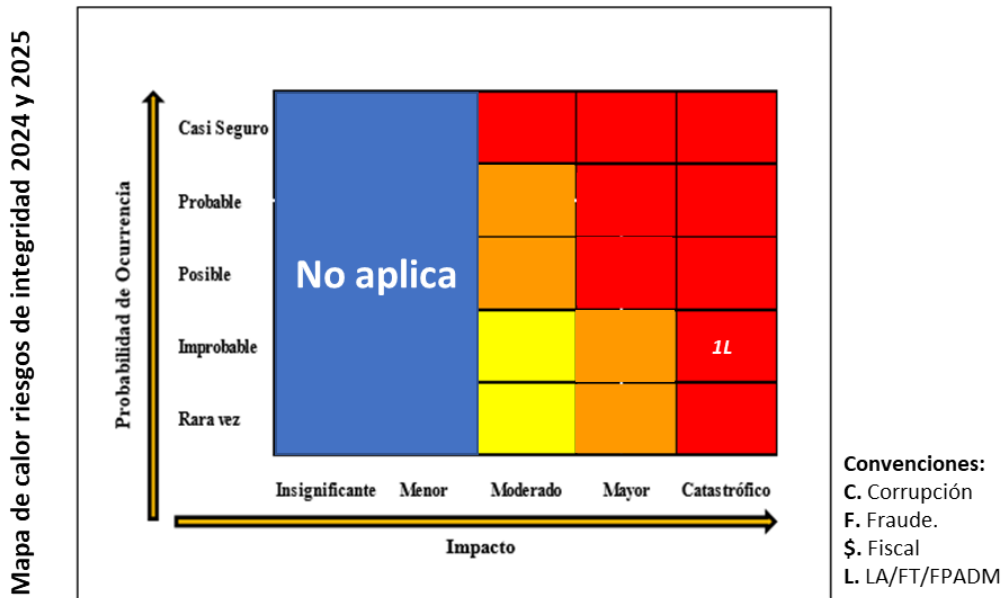 Mapa de calor riesgos de integridad 2024 y 2025
Probabilidad de Ocurrencia
Casi Seguro
Probable
Posible
Improbable
Rara vez
No aplica
1L
Insignificante
Menor
Moderado
Mayor
Catastrófico
Impacto
Convenciones:
C. Corrupción
F. Fraude.
$. Fiscal
L. LA/FT/FPADM